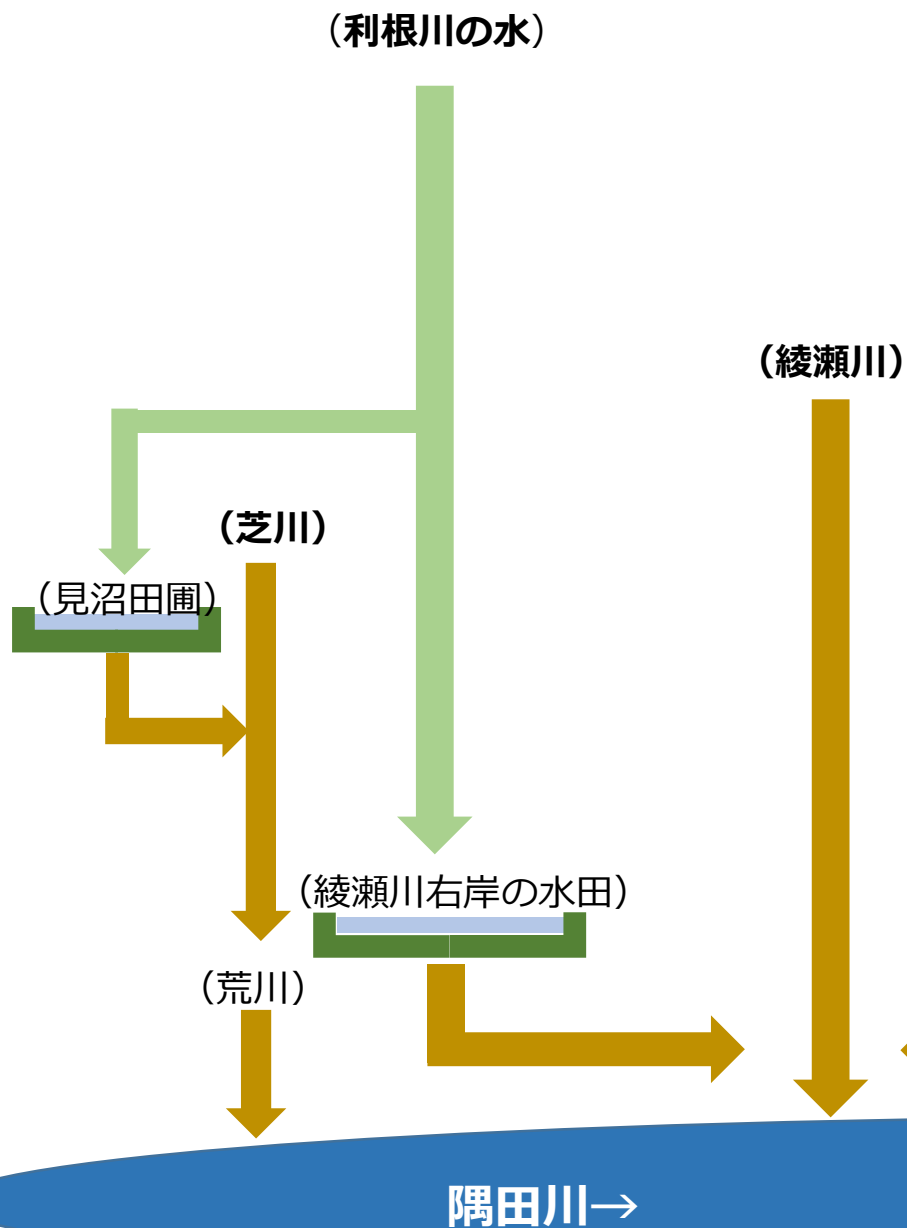 （利根川の水）
（綾瀬川）
（芝川）
（見沼田圃）
（綾瀬川右岸の水田）
（荒川）
隅田川→